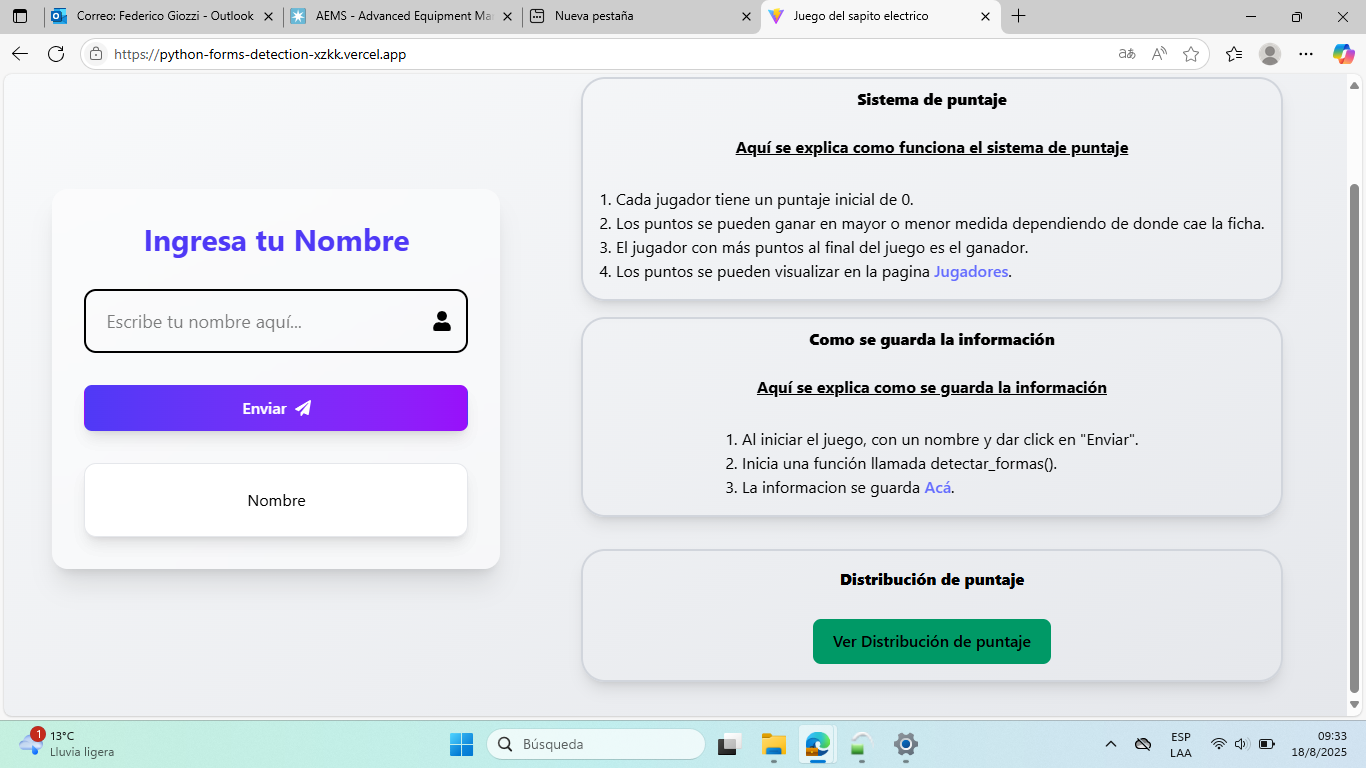 Correo: Federico Giozzi - Outlook
AEMS - Advanced Equipment Ma
Nueva pestaña
Juego del sapito electrico
https://python-forms-detection-xzkk.vercel.app
Ingresa tu Nombre
Escribe tu nombre aquí...
Enviar
Nombre
Sistema de puntaje
Aquí se explica como funciona el sistema de puntaje
1. Cada jugador tiene un puntaje inicial de 0.
2. Los puntos se pueden ganar en mayor o menor medida dependiendo de donde cae la ficha.
3. El jugador con más puntos al final del juego es el ganador.
4. Los puntos se pueden visualizar en la pagina Jugadores.
Como se guarda la información
Aquí se explica como se guarda la información
1. Al iniciar el juego, con un nombre y dar click en "Enviar".
2. Inicia una función llamada detectar_formas().
3. La informacion se guarda Acá.
Distribución de puntaje
Ver Distribución de puntaje
1
13°C
Lluvia ligera
Búsqueda
ESP
LAA
09:33
18/8/2025